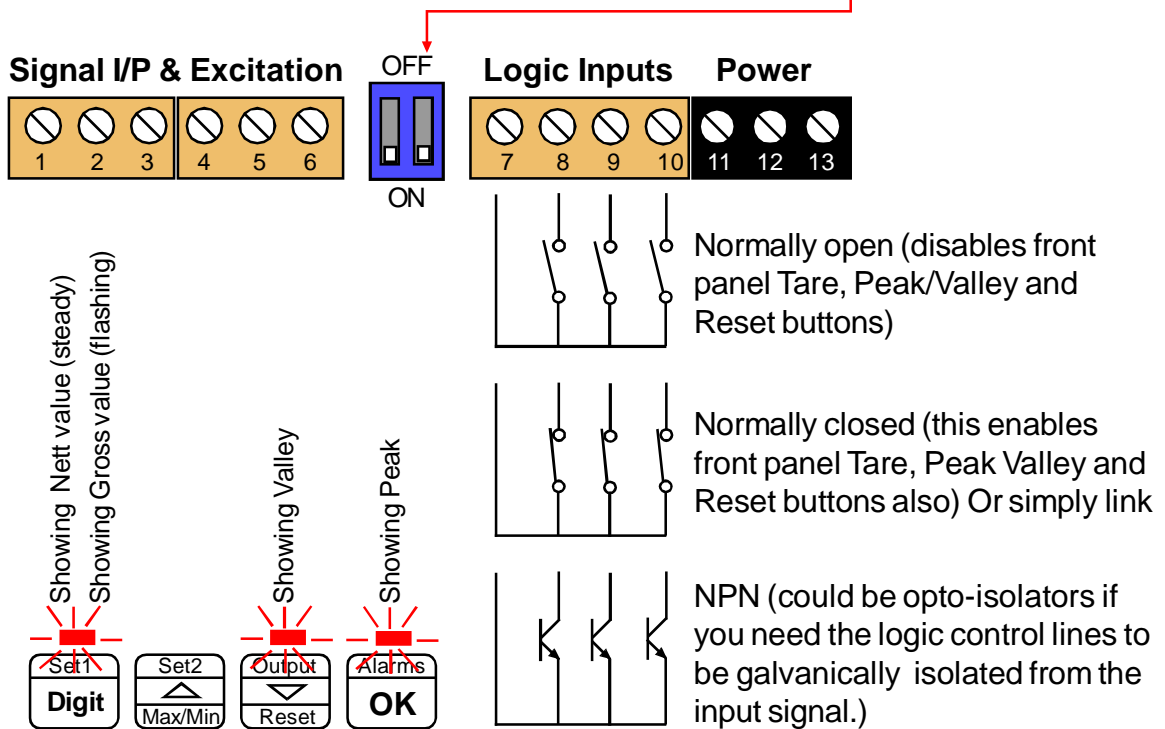 Signal I/P & Excitation
OFF
Logic Inputs
Power
1 2 3 4 5 6
7 8 9 10 11 12 13
ON
Normally open (disables front
panel Tare, Peak/Valley and
Reset buttons)
Normally closed (this enables
front panel Tare, Peak Valley and
Reset buttons also) Or simply link
NPN (could be opto-isolators if
you need the logic control lines to
be galvanically isolated from the
input signal.)
Showing Nett value (steady)
Showing Gross value (flashing)
Showing Valley
Showing Peak
Set1
Digit
Set2
Max/Min
Output
Reset
Alarms
OK